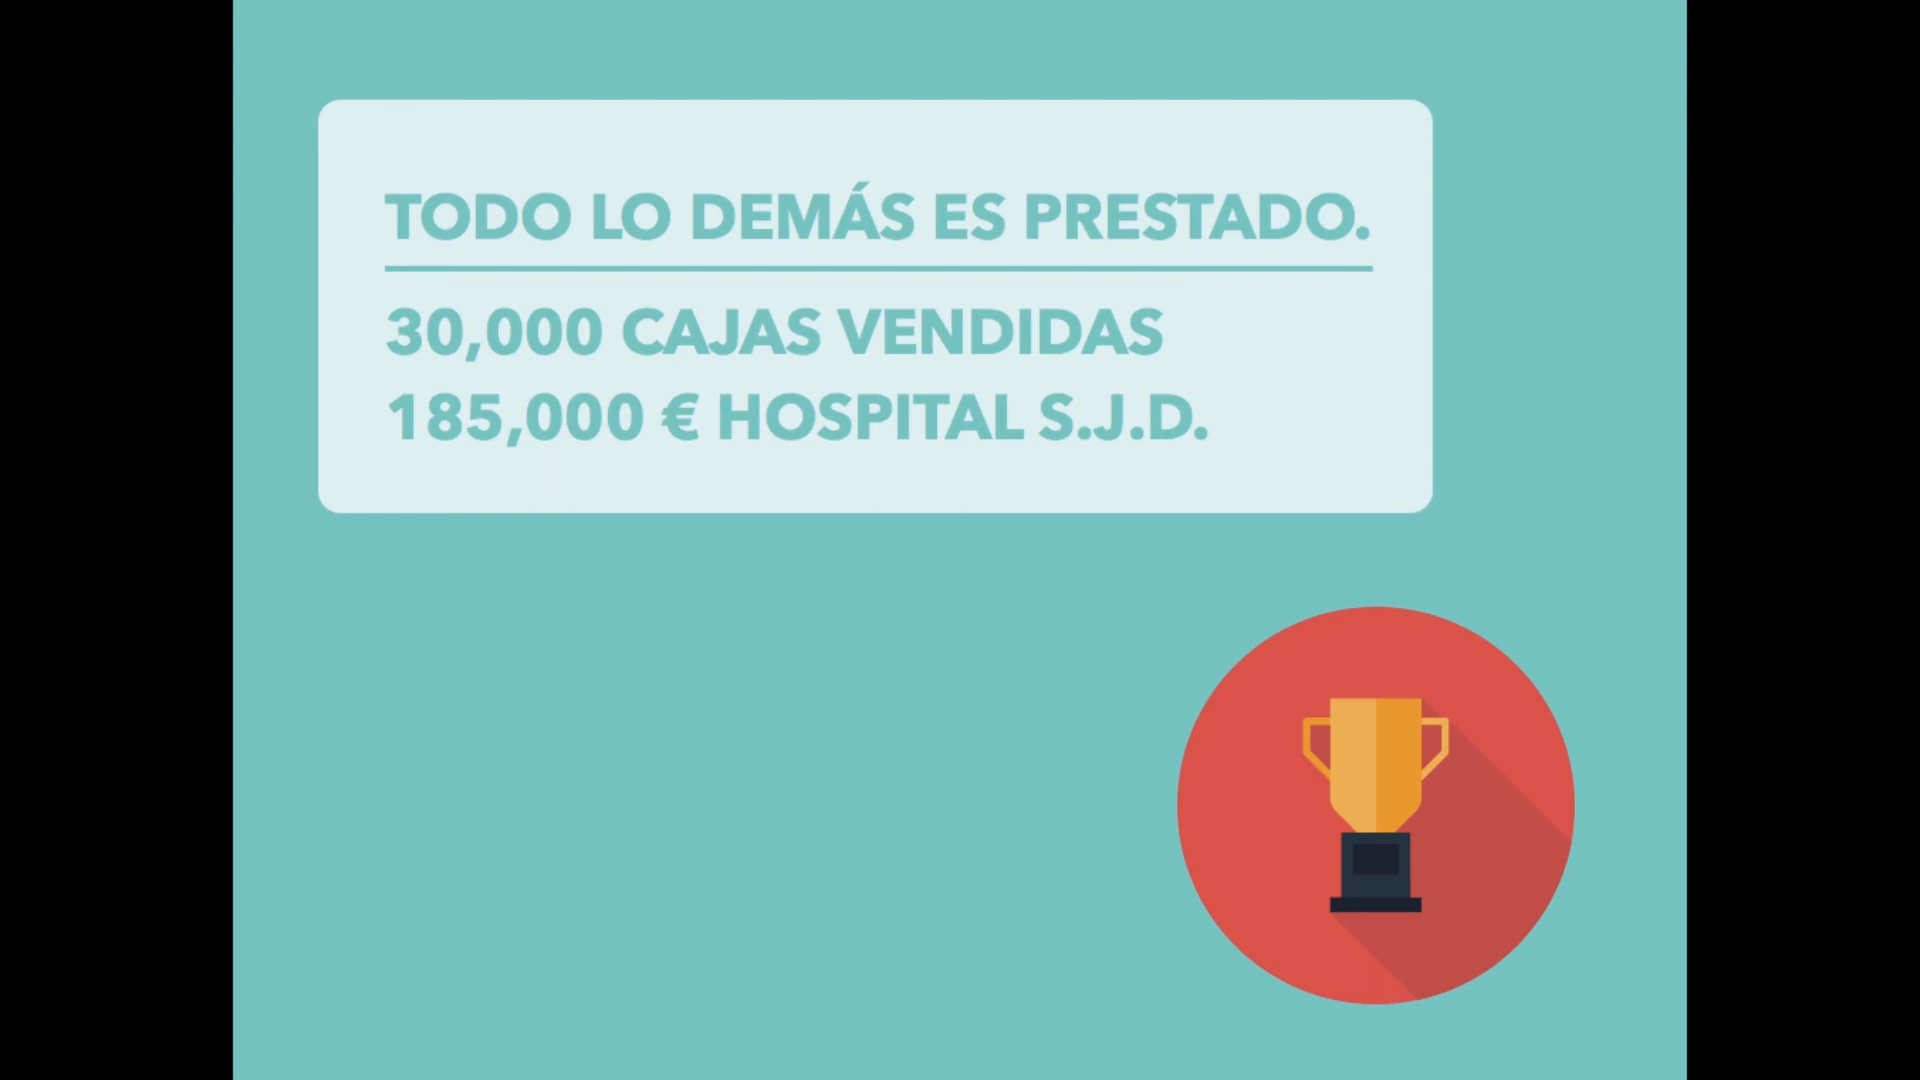 TODO LO DEMÁS ES PRESTADO.
30,000 CAJAS VENDIDAS
185,000 € HOSPITAL S.J.D.